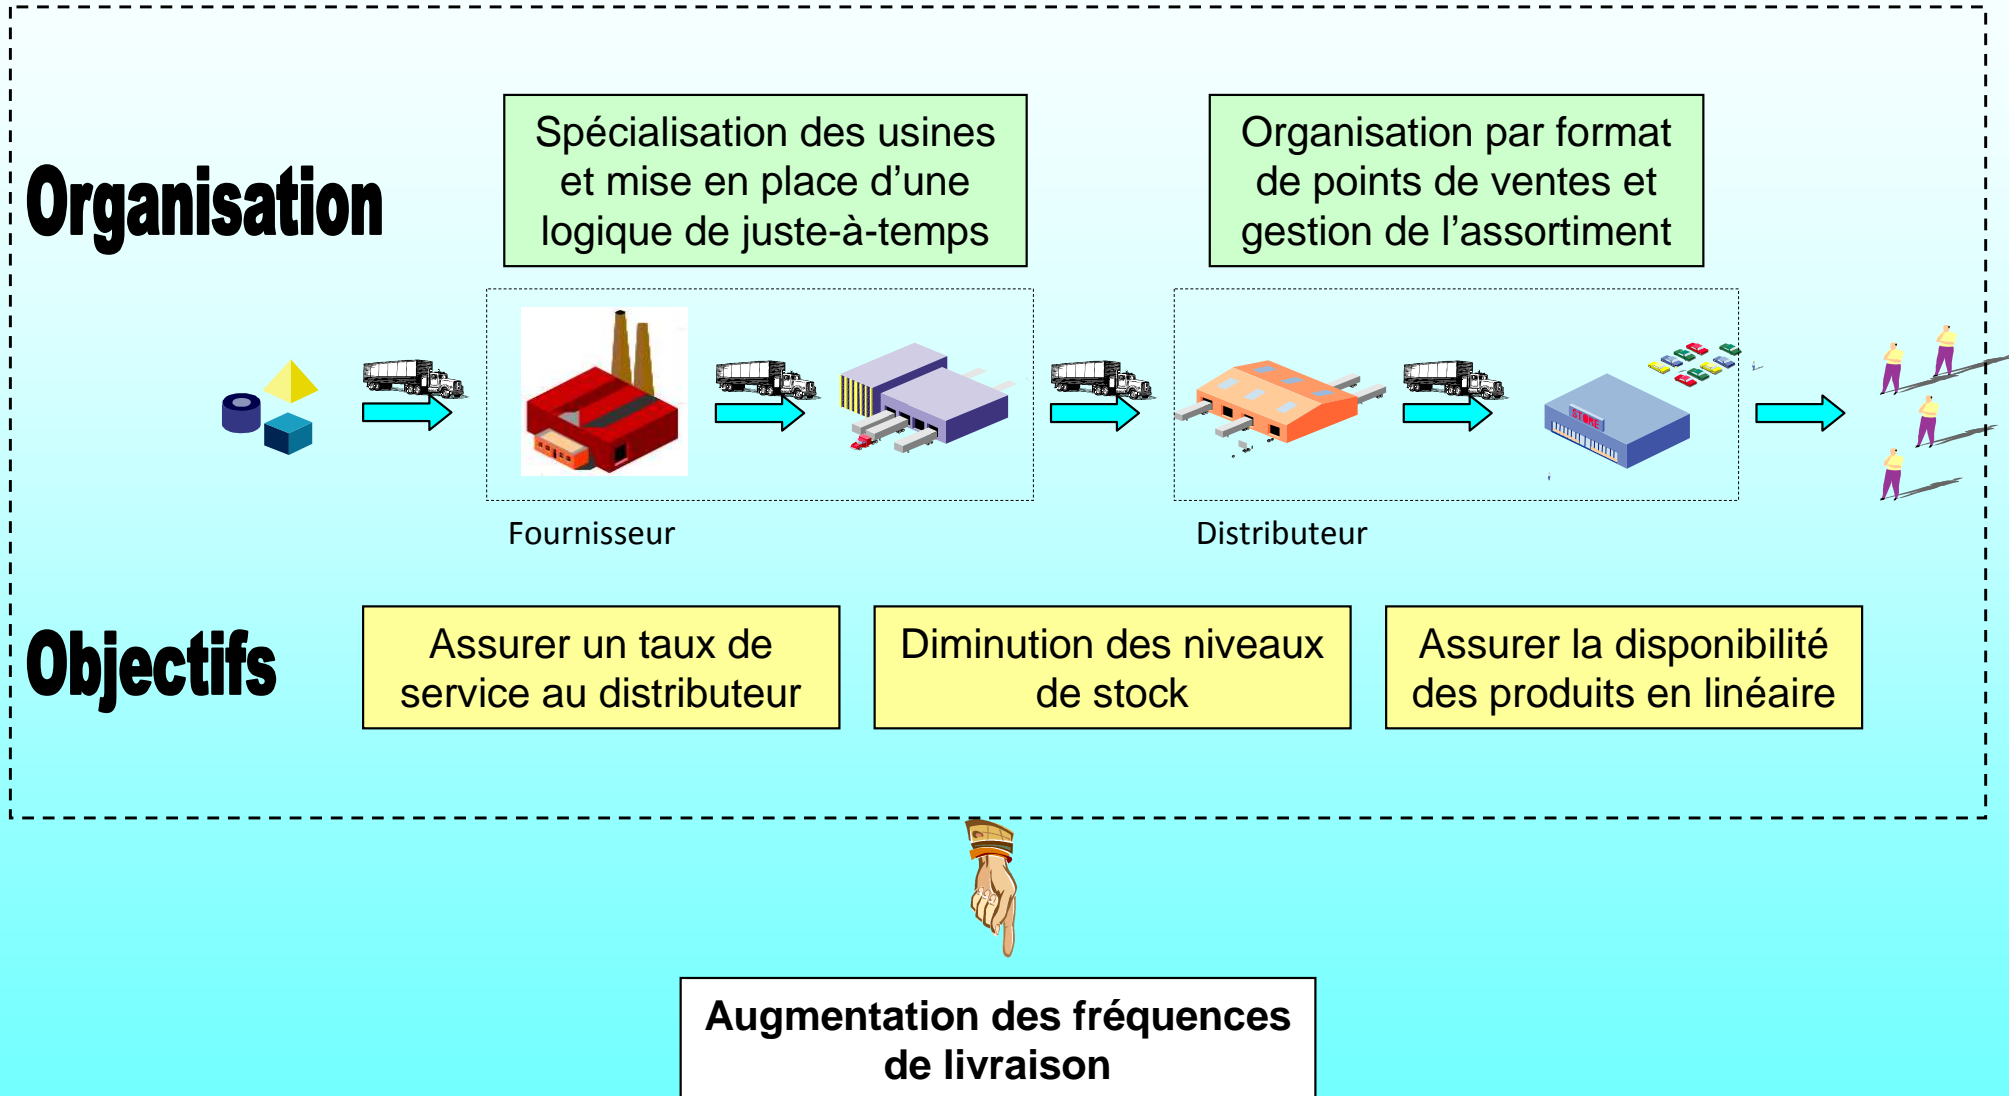 Spécialisation des usines
et mise en place d’une
logique de juste-à-temps
Organisation par format
de points de ventes et
gestion de l’assortiment
Organisation
STORE
Fournisseur
Distributeur
Objectifs
Assurer un taux de
service au distributeur
Diminution des niveaux
de stock
Assurer la disponibilité
des produits en linéaire
Augmentation des fréquences
de livraison